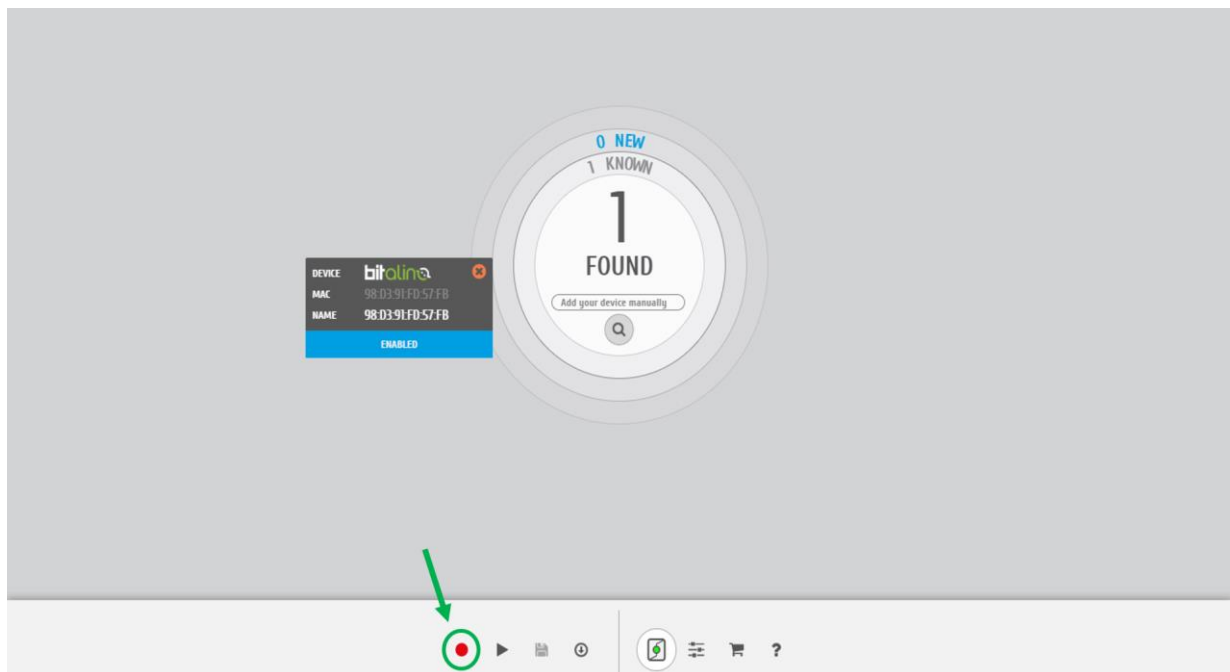 0 NEW
1 KNOWN
1
FOUND
Add your device manually
DEVICE bitalino
MAC 98:D3:91:FD:57:FB
NAME 98:D3:91:FD:57:FB
ENABLED
?